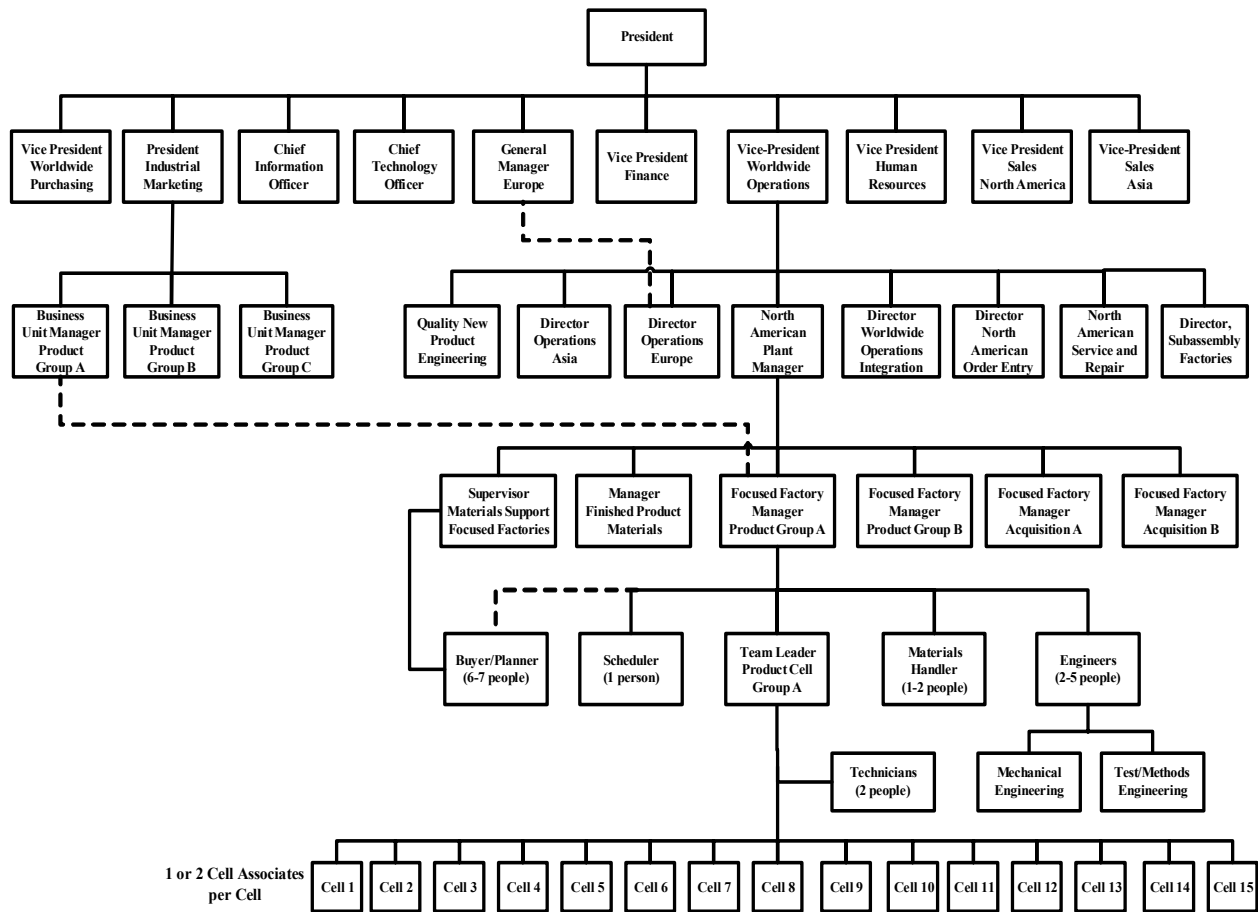 President
Vice President
Worldwide
Purchasing
President
Industrial
Marketing
Chief
Information
Officer
Chief
Technology
Officer
General
Manager
Europe
Vice President
Finance
Vice-President
Worldwide
Operations
Vice President
Human
Resources
Vice President
Sales
North America
Vice-President
Sales
Asia
Business
Unit Manager
Product
Group A
Business
Unit Manager
Product
Group B
Business
Unit Manager
Product
Group C
Quality New
Product
Engineering
Director
Operations
Asia
Director
Operations
Europe
North
American
Plant
Manager
Director
Worldwide
Operations
Integration
Director
North
American
Order Entry
North
American
Service and
Repair
Director,
Subassembly
Factories
Supervisor
Materials Support
Focused Factories
Manager
Finished Product
Materials
Focused Factory
Manager
Product Group A
Focused Factory
Manager
Product Group B
Focused Factory
Manager
Acquisition A
Focused Factory
Manager
Acquisition B
Buyer/Planner
(6-7 people)
Scheduler
(1 person)
Team Leader
Product Cell
Group A
Materials
Handler
(1-2 people)
Engineers
(2-5 people)
Technicians
(2 people)
Mechanical
Engineering
Test/Methods
Engineering
1 or 2 Cell Associates
per Cell
Cell 1
Cell 2
Cell 3
Cell 4
Cell 5
Cell 6
Cell 7
Cell 8
Cell 9
Cell 10
Cell 11
Cell 12
Cell 13
Cell 14
Cell 15